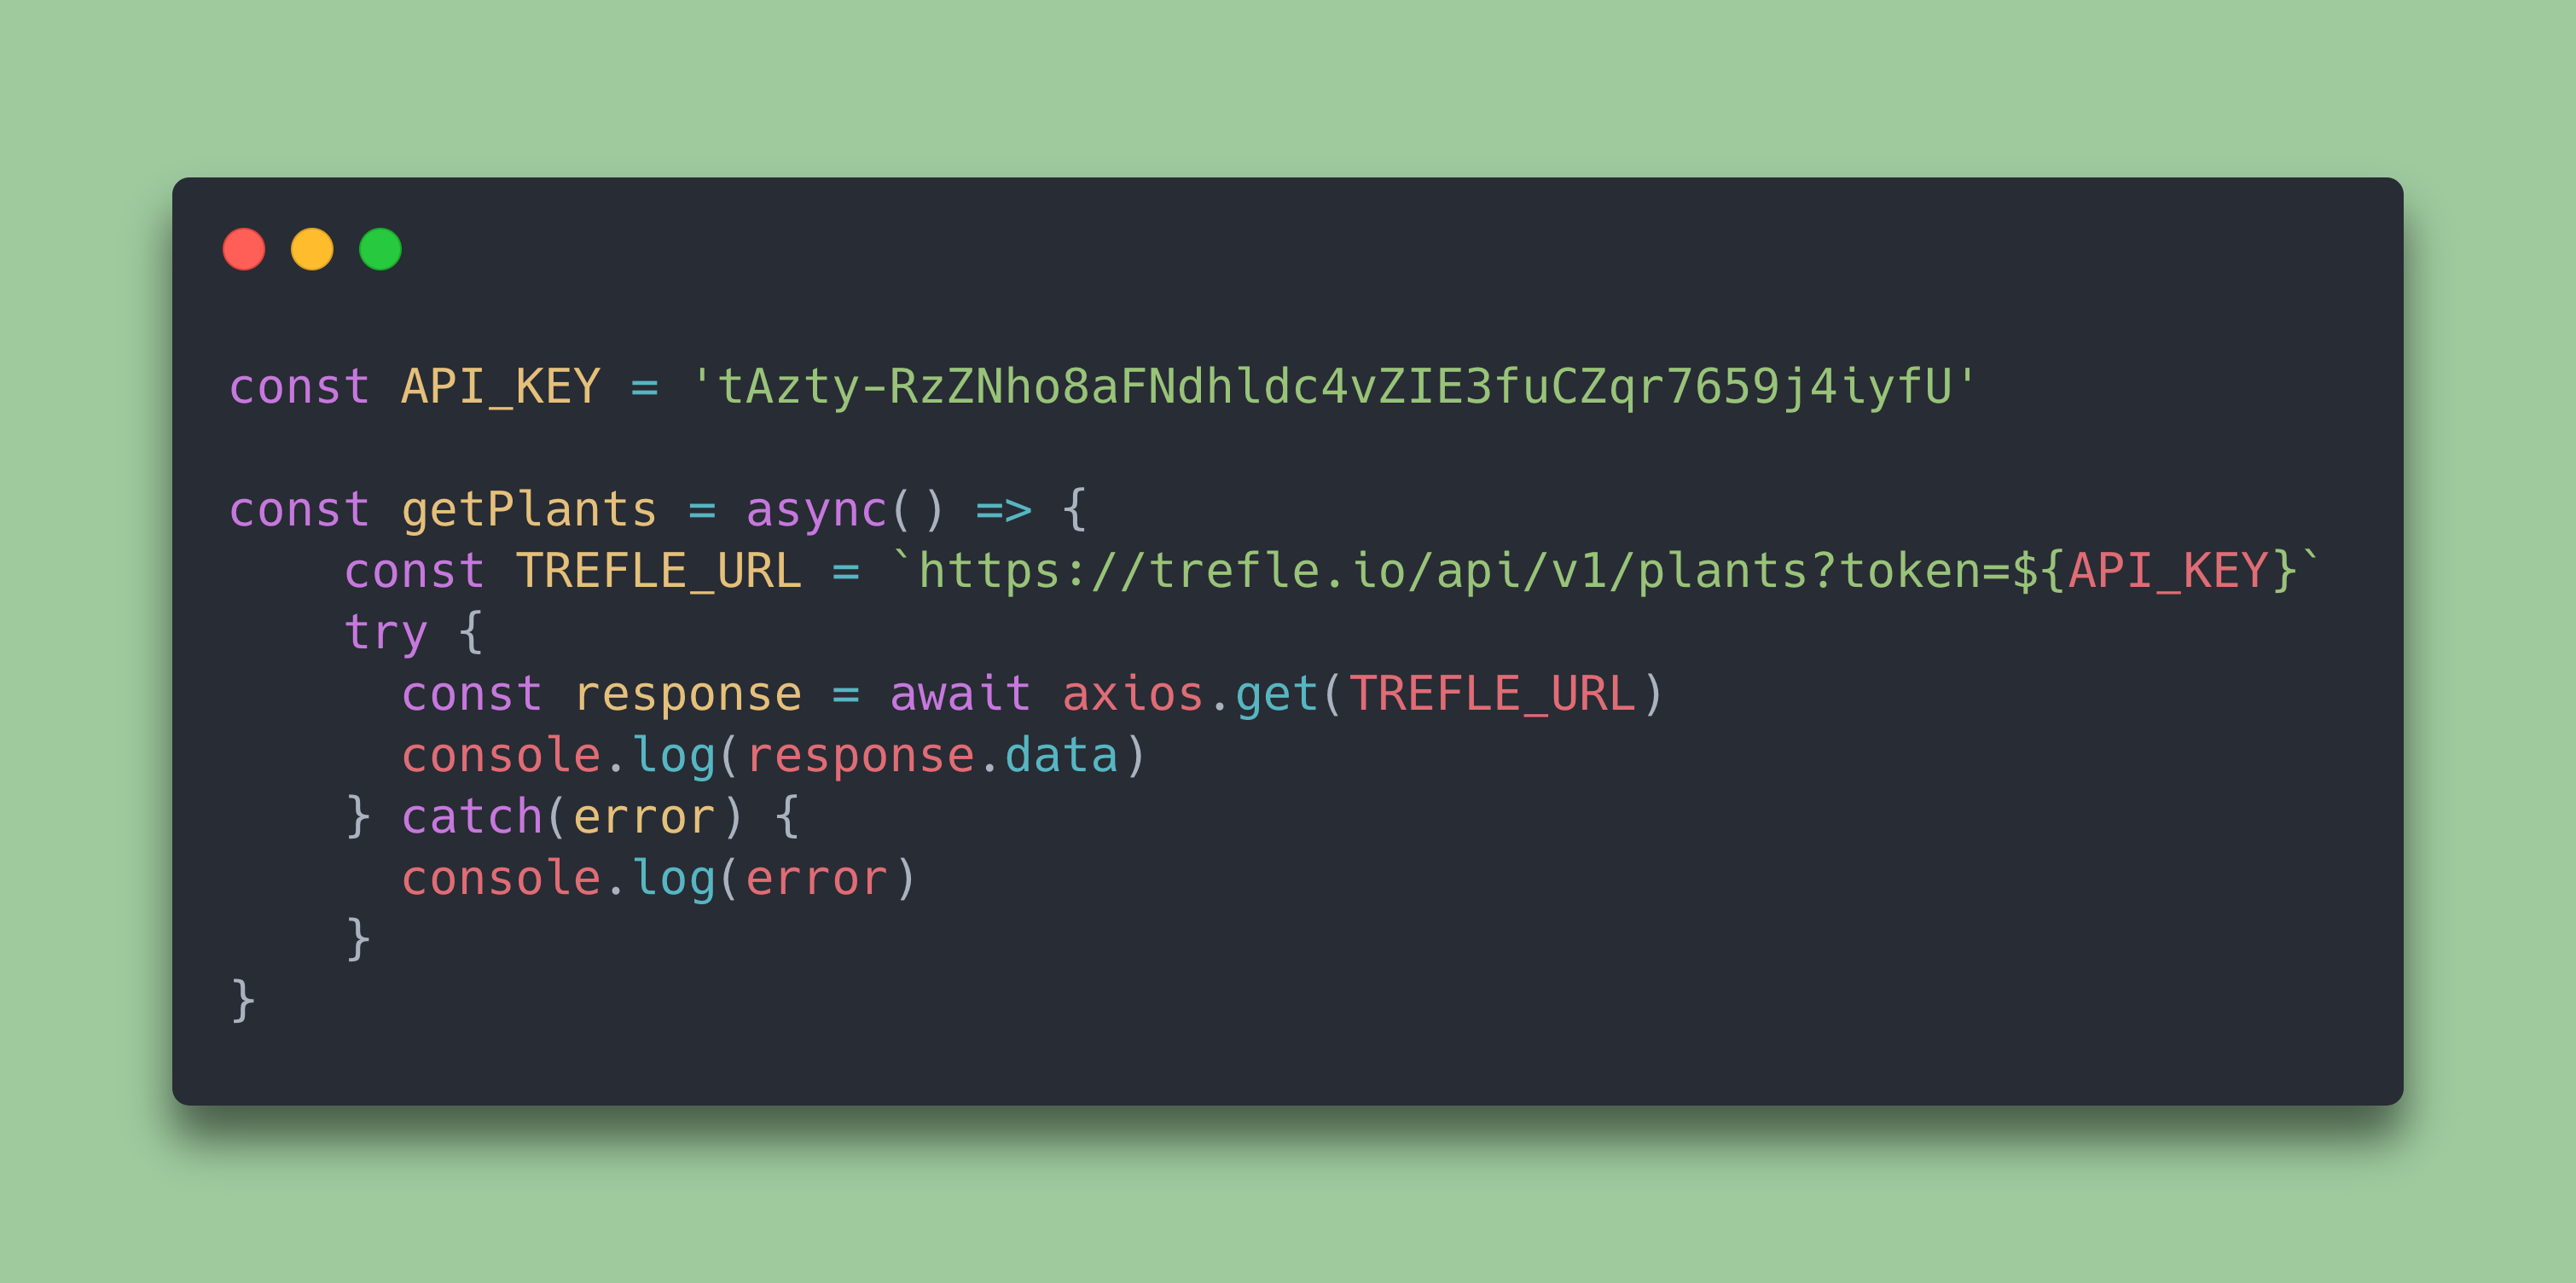 const API_KEY = 'tAzty-RzZNho8aFNdhldc4vZIE3fuCZqr7659j4iyfU'
const getPlants = async() => {
    const TREFLE_URL = `https://trefle.io/api/v1/plants?token=${API_KEY}`
    try {
      const response = await axios.get(TREFLE_URL)
      console.log(response.data)
    } catch(error) {
      console.log(error)
    }
}